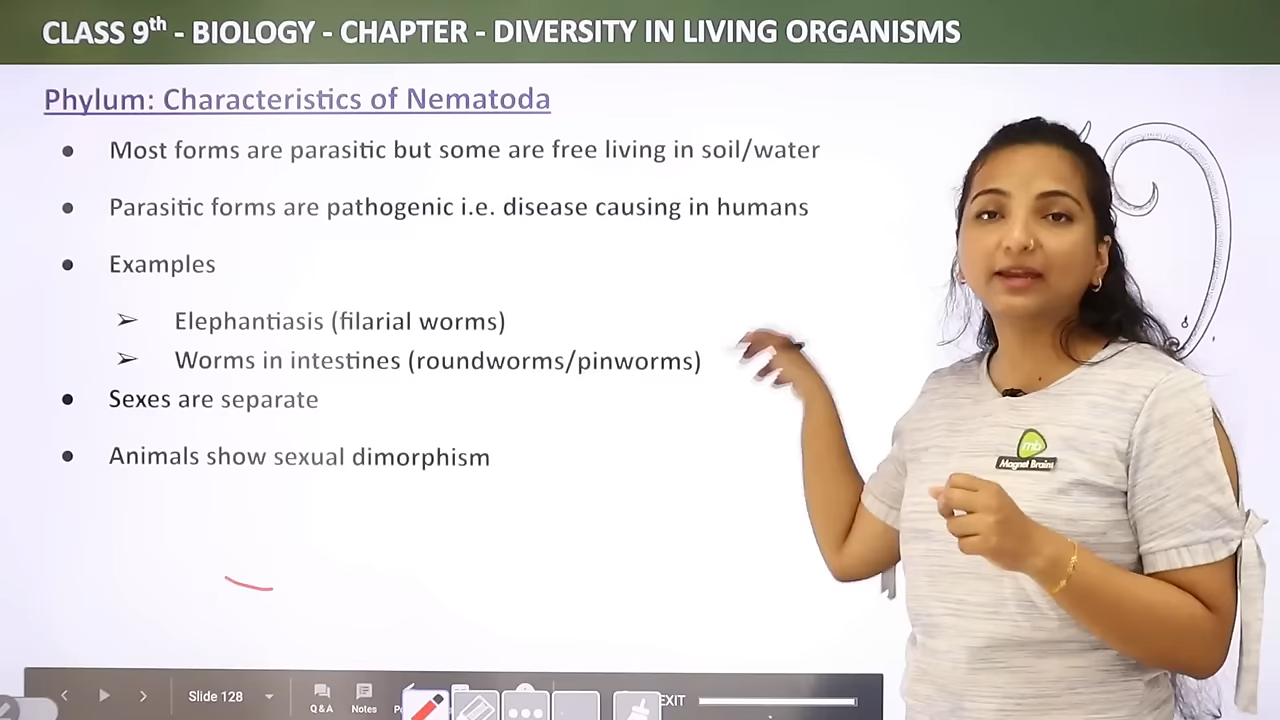 CLASS 9th - BIOLOGY - CHAPTER - DIVERSITY IN LIVING ORGANISMS
Phylum: Characteristics of Nematoda
● Most forms are parasitic but some are free living in soil/water
● Parasitic forms are pathogenic i.e. disease causing in humans
● Examples
➢ Elephantiasis (filarial worms)
➢ Worms in intestines (roundworms/pinworms)
● Sexes are separate
● Animals show sexual dimorphism
mb
Magnet Brains
Slide 128
Q&A
Notes
EXIT